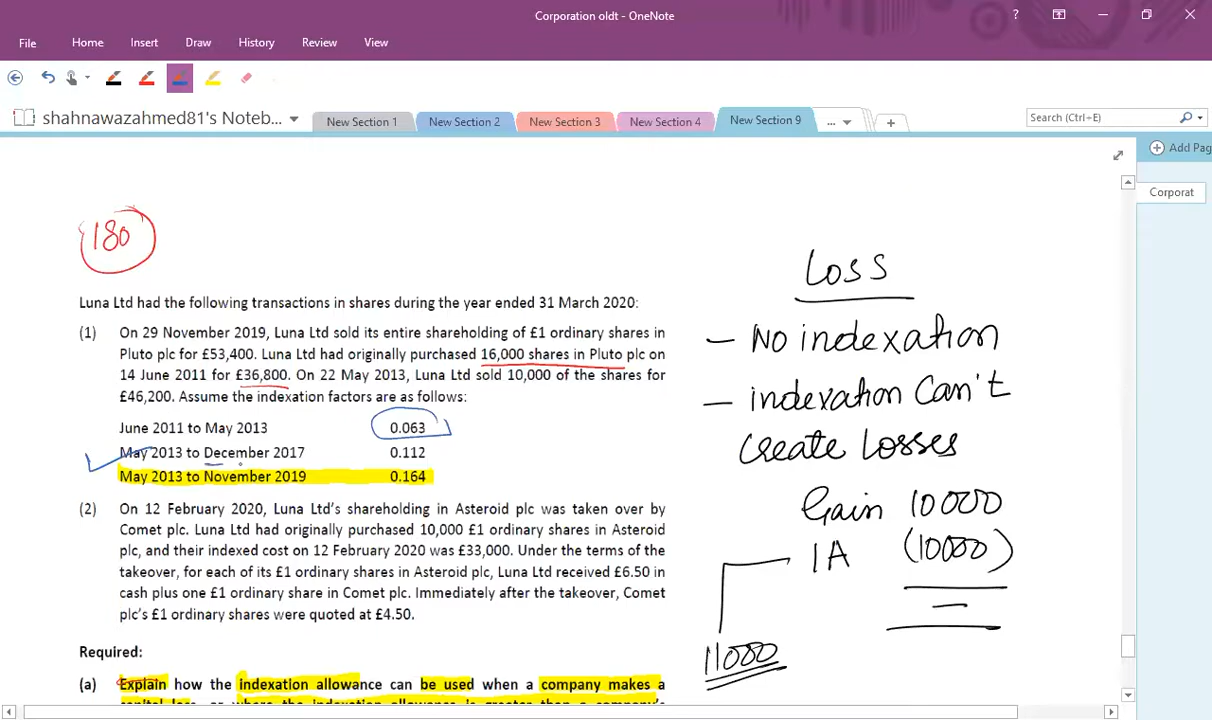 Corporation oldt - OneNote
?
File Home Insert Draw History Review View
shahnawazahmed81's Noteb...
New Section 1 New Section 2 New Section 3 New Section 4 New Section 9 ...
Search (Ctrl+E)
Add Pag
Corporat
180
Luna Ltd had the following transactions in shares during the year ended 31 March 2020:
(1) On 29 November 2019, Luna Ltd sold its entire shareholding of £1 ordinary shares in
Pluto plc for £53,400. Luna Ltd had originally purchased 16,000 shares in Pluto plc on
14 June 2011 for £36,800. On 22 May 2013, Luna Ltd sold 10,000 of the shares for
£46,200. Assume the indexation factors are as follows:
June 2011 to May 2013 0.063
May 2013 to December 2017 0.112
May 2013 to November 2019 0.164
(2) On 12 February 2020, Luna Ltd's shareholding in Asteroid plc was taken over by
Comet plc. Luna Ltd had originally purchased 10,000 £1 ordinary shares in Asteroid
plc, and their indexed cost on 12 February 2020 was £33,000. Under the terms of the
takeover, for each of its £1 ordinary shares in Asteroid plc, Luna Ltd received £6.50 in
cash plus one £1 ordinary share in Comet plc. Immediately after the takeover, Comet
plc's £1 ordinary shares were quoted at £4.50.
Required:
(a) Explain how the indexation allowance can be used when a company makes a
capital loss, or where the indexation allowance is greater than a company's
Loss
- No indexation
- indexation Can't
Create Losses
Gain 10000
IA (10000)
-
11000